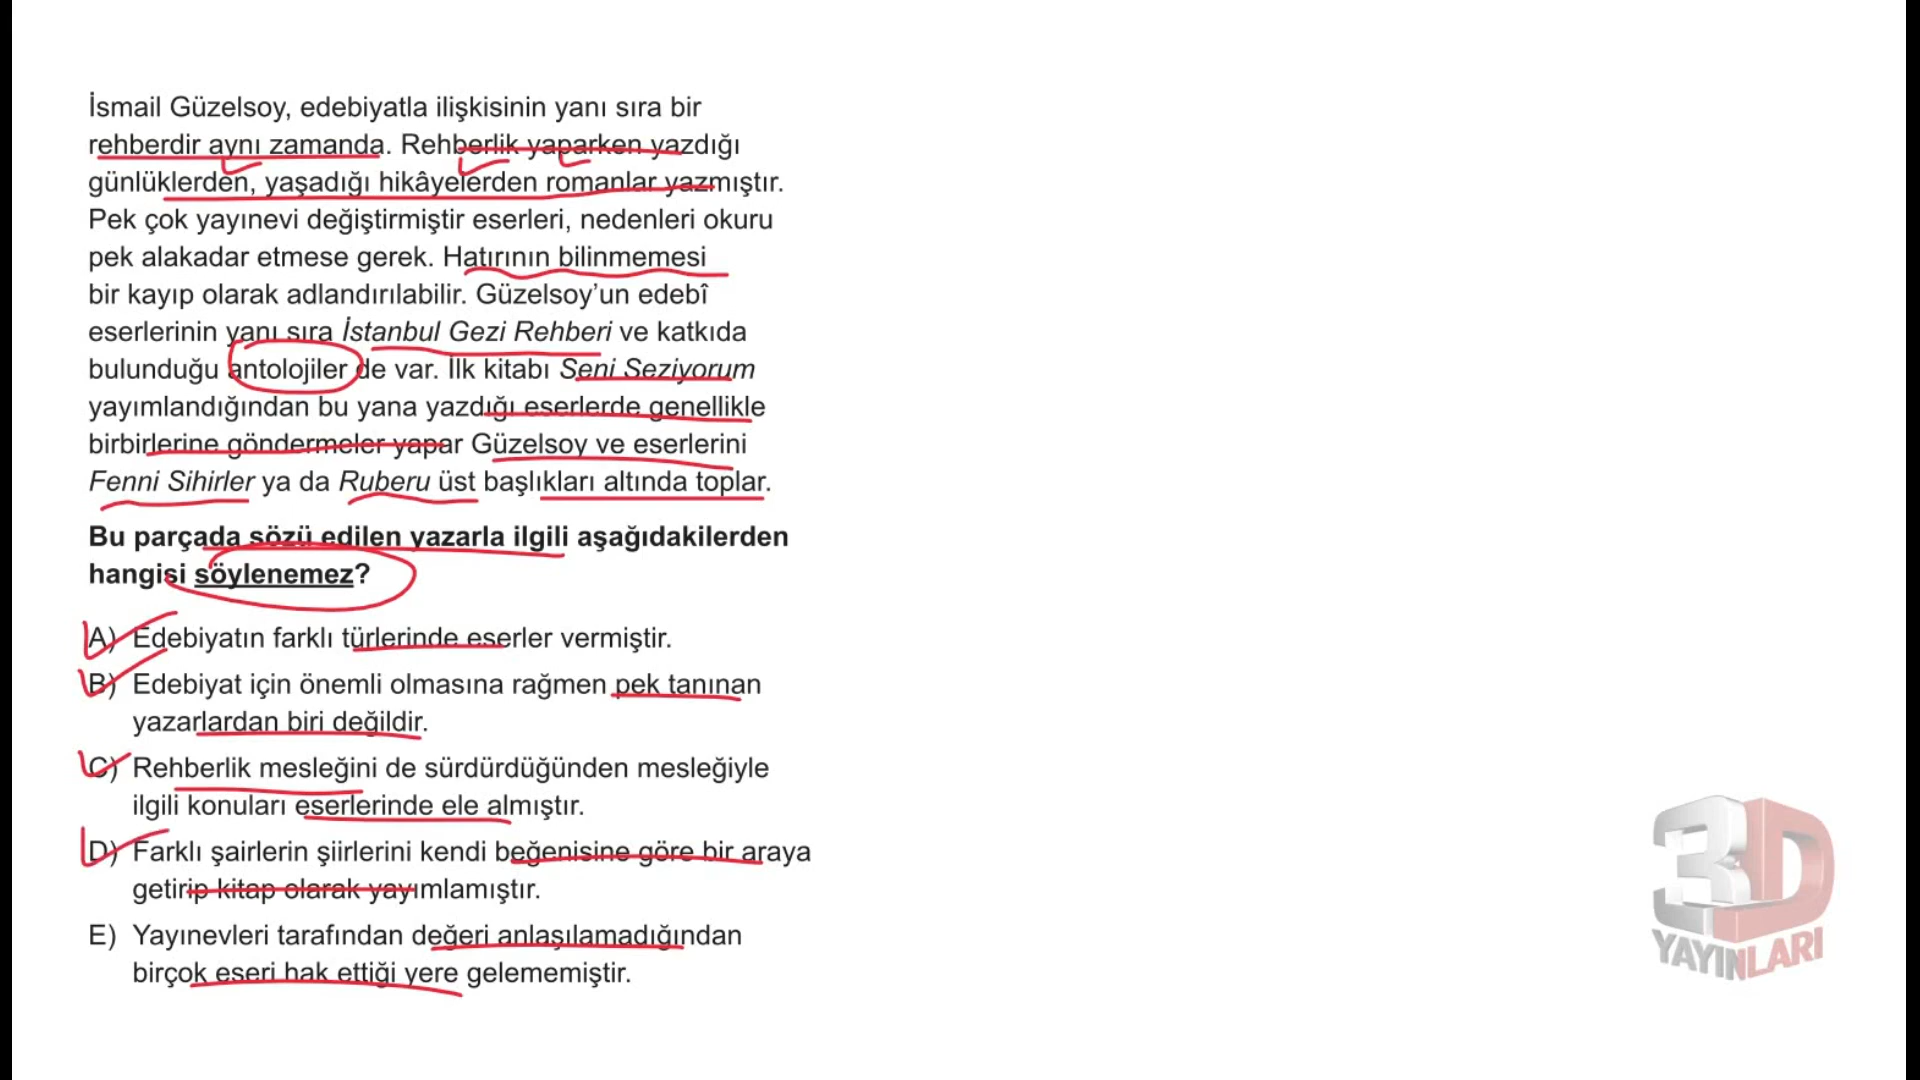 İsmail Güzelsoy, edebiyatla ilişkisinin yanı sıra bir
rehberdir aynı zamanda. Rehberlik yaparken yazdığı
günlüklerden, yaşadığı hikâyelerden romanlar yazmıştır.
Pek çok yayınevi değiştirmiştir eserleri, nedenleri okuru
pek alakadar etmese gerek. Hatırının bilinmemesi
bir kayıp olarak adlandırılabilir. Güzelsoy’un edebî
eserlerinin yanı sıra İstanbul Gezi Rehberi ve katkıda
bulunduğu antolojiler de var. İlk kitabı Seni Seziyorum
yayımlandığından bu yana yazdığı eserlerde genellikle
birbirlerine göndermeler yapar Güzelsoy ve eserlerini
Fenni Sihirler ya da Ruberu üst başlıkları altında toplar.
Bu parçada sözü edilen yazarla ilgili aşağıdakilerden
hangisi söylenemez?
A) Edebiyatın farklı türlerinde eserler vermiştir.
B) Edebiyat için önemli olmasına rağmen pek tanınan
yazarlardan biri değildir.
C) Rehberlik mesleğini de sürdürdüğünden mesleğiyle
ilgili konuları eserlerinde ele almıştır.
D) Farklı şairlerin şiirlerini kendi beğenisine göre bir araya
getirip kitap olarak yayımlamıştır.
E) Yayınevleri tarafından değeri anlaşılamadığından
birçok eseri hak ettiği yere gelememiştir.
3D
YAYINLARI